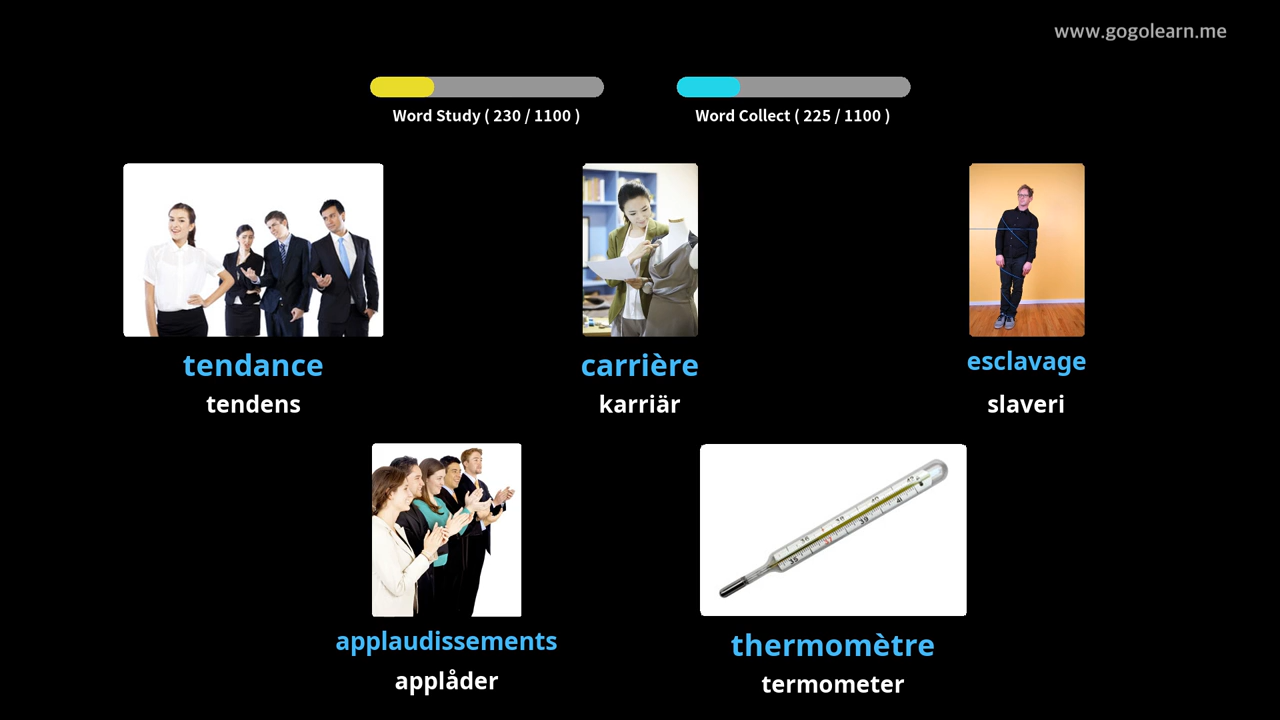 www.gogolearn.me
Word Study ( 230 / 1100 )
Word Collect ( 225 / 1100 )
tendance
tendens
carrière
karriär
esclavage
slaveri
applaudissements
applåder
thermomètre
termometer